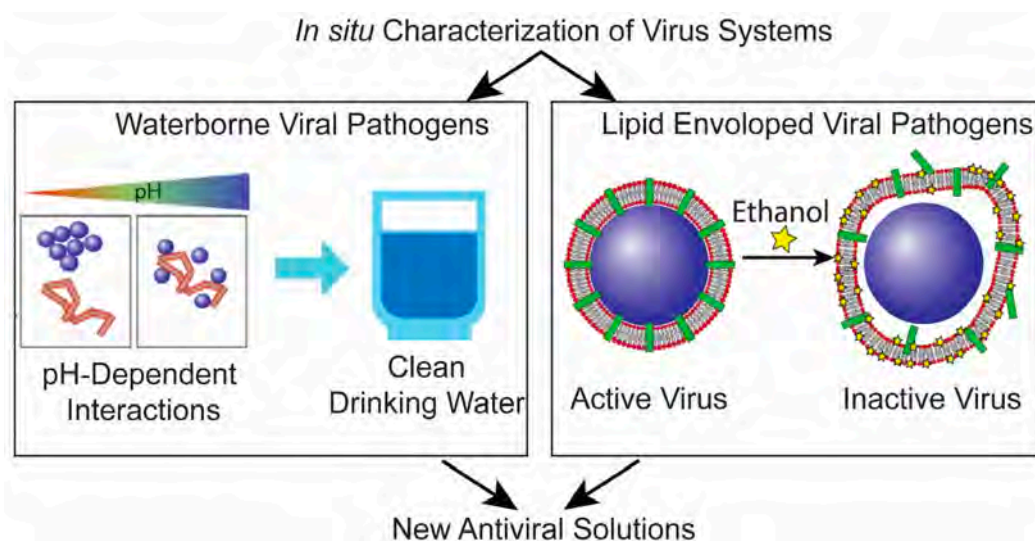 In situ Characterization of Virus Systems
Waterborne Viral Pathogens
pH
pH-Dependent
Interactions
Clean
Drinking Water
Lipid Envoloped Viral Pathogens
Ethanol
Active Virus
Inactive Virus
New Antiviral Solutions